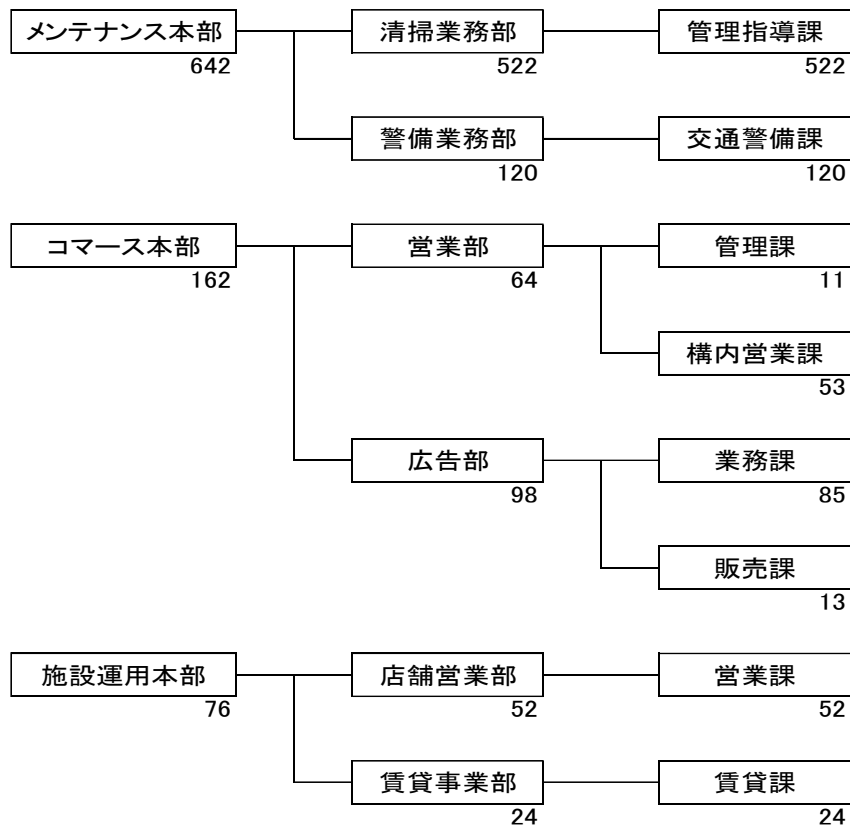 メンテナンス本部 清掃業務部 管理指導課
642 522 522
警備業務部 交通警備課
120 120
コマース本部 営業部 管理課
162 64 11
構内営業課
53
広告部 業務課
98 85
販売課
13
施設運用本部 店舗営業部 営業課
76 52 52
賃貸事業部 賃貸課
24 24